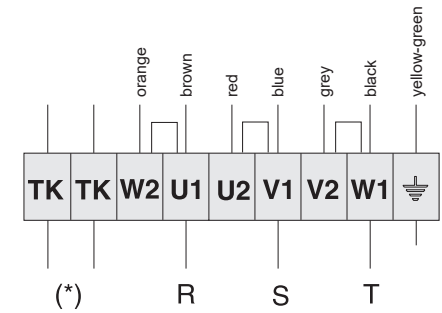 orange brown red blue grey black yellow-green
TK TK W2 U1 U2 V1 V2 W1
(*) R S T